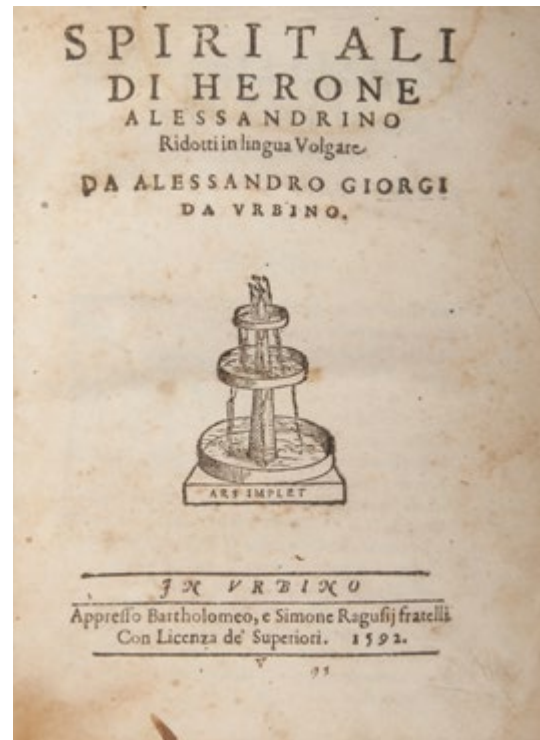 SPIRITALI
DI HERONE
ALESSANDRINO
Ridotti in lingua Volgare
DA ALESSANDRO GIORGI
DA VRBINO.
ARS IMPLET
IN VRBINO
Appresso Bartholomeo, e Simone Ragusij fratelli.
Con Licenza de' Superiori. 1592.